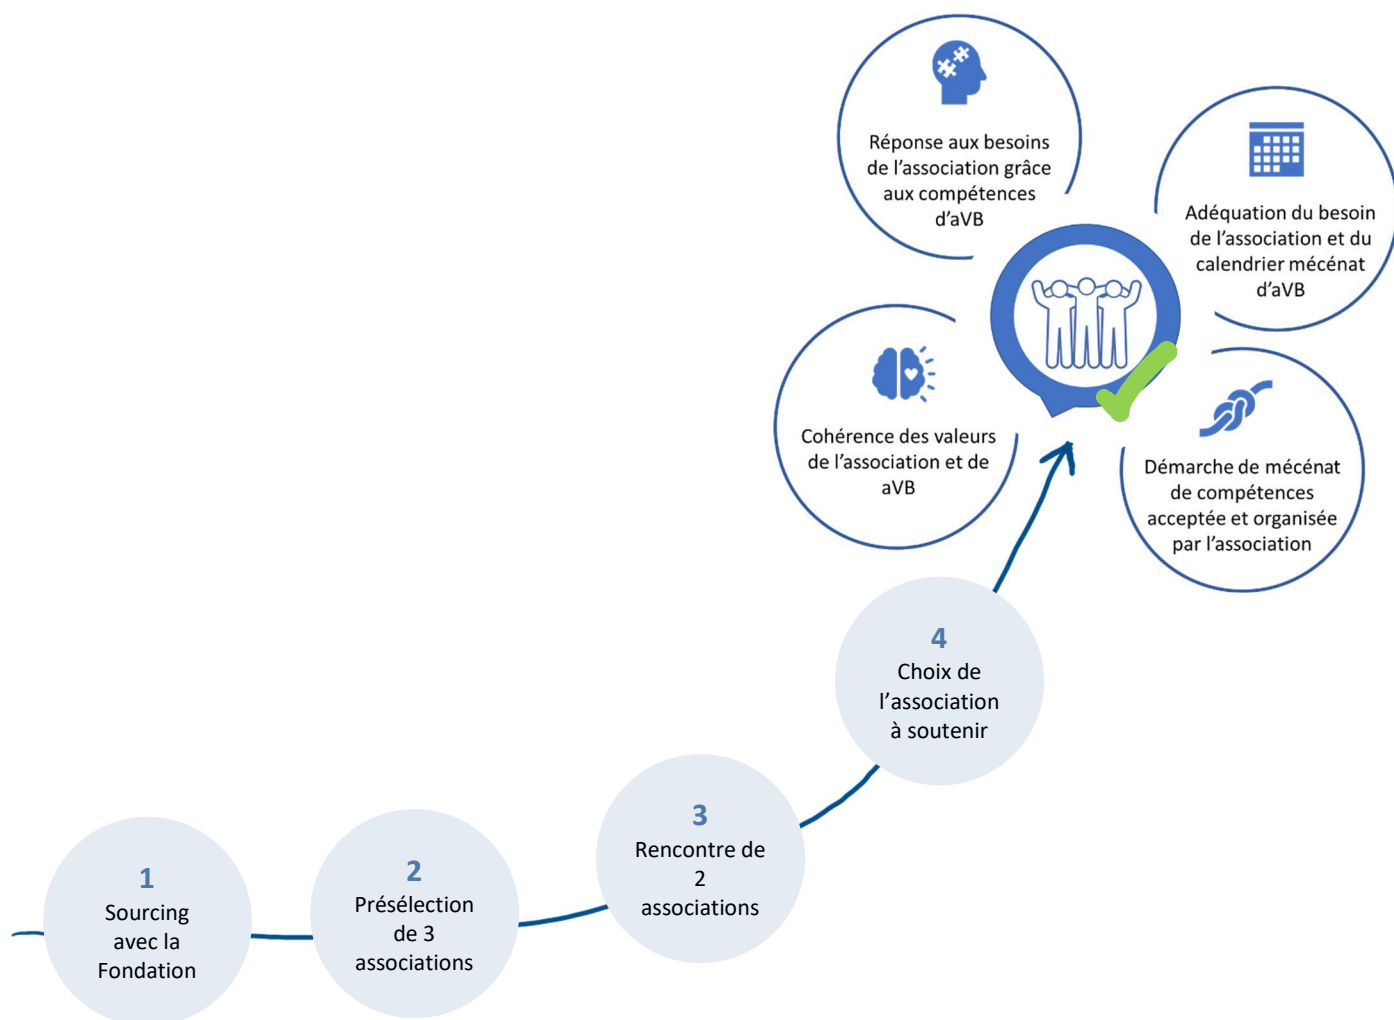 Réponse aux besoins
de l’association grâce
aux compétences
d’aVB
Adéquation du besoin
de l’association et du
calendrier mécénat
d’aVB
Cohérence des valeurs
de l’association et de
aVB
Démarche de mécénat
de compétences
acceptée et organisée
par l’association
4
Choix de
l’association
à soutenir
3
Rencontre de
2
associations
2
Présélection
de 3
associations
1
Sourcing
avec la
Fondation